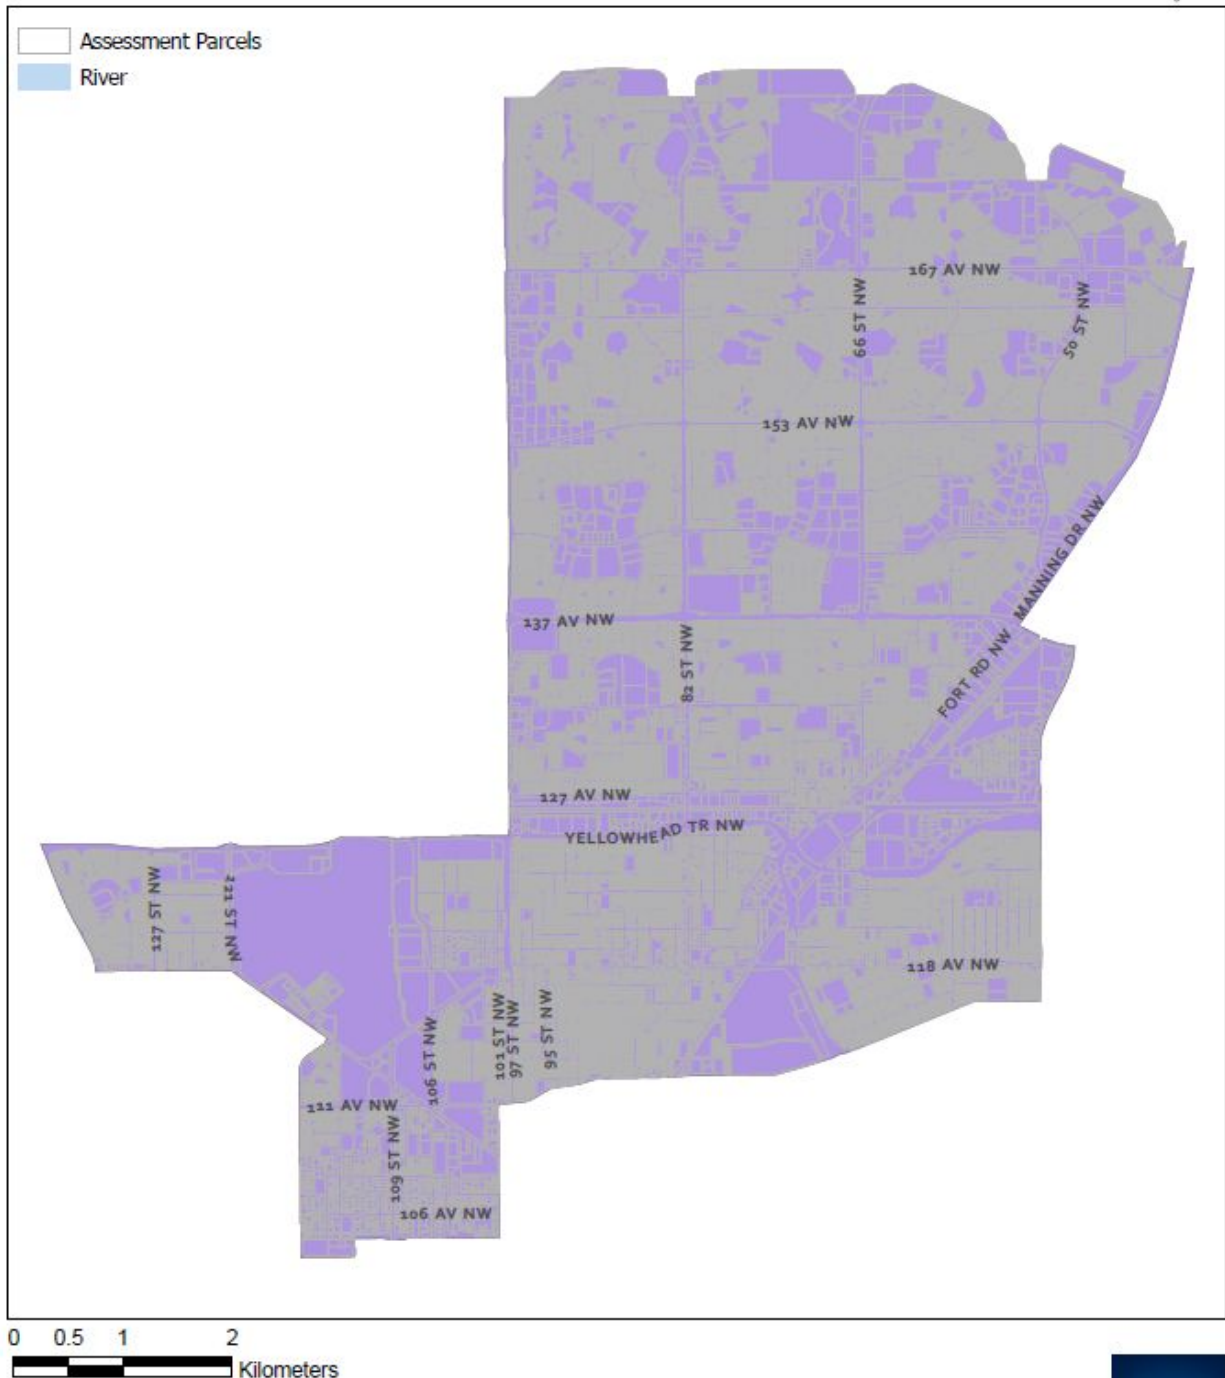 Assessment Parcels
River
167 AV NW
66 ST NW
50 ST NW
153 AV NW
MANNING DR NW
137 AV NW
82 ST NW
FORT RD NW
127 AV NW
YELLOWHEAD TR NW
127 ST NW
121 ST NW
118 AV NW
101 ST NW
97 ST NW
95 ST NW
106 ST NW
111 AV NW
109 ST NW
106 AV NW
0 0.5 1 2
Kilometers